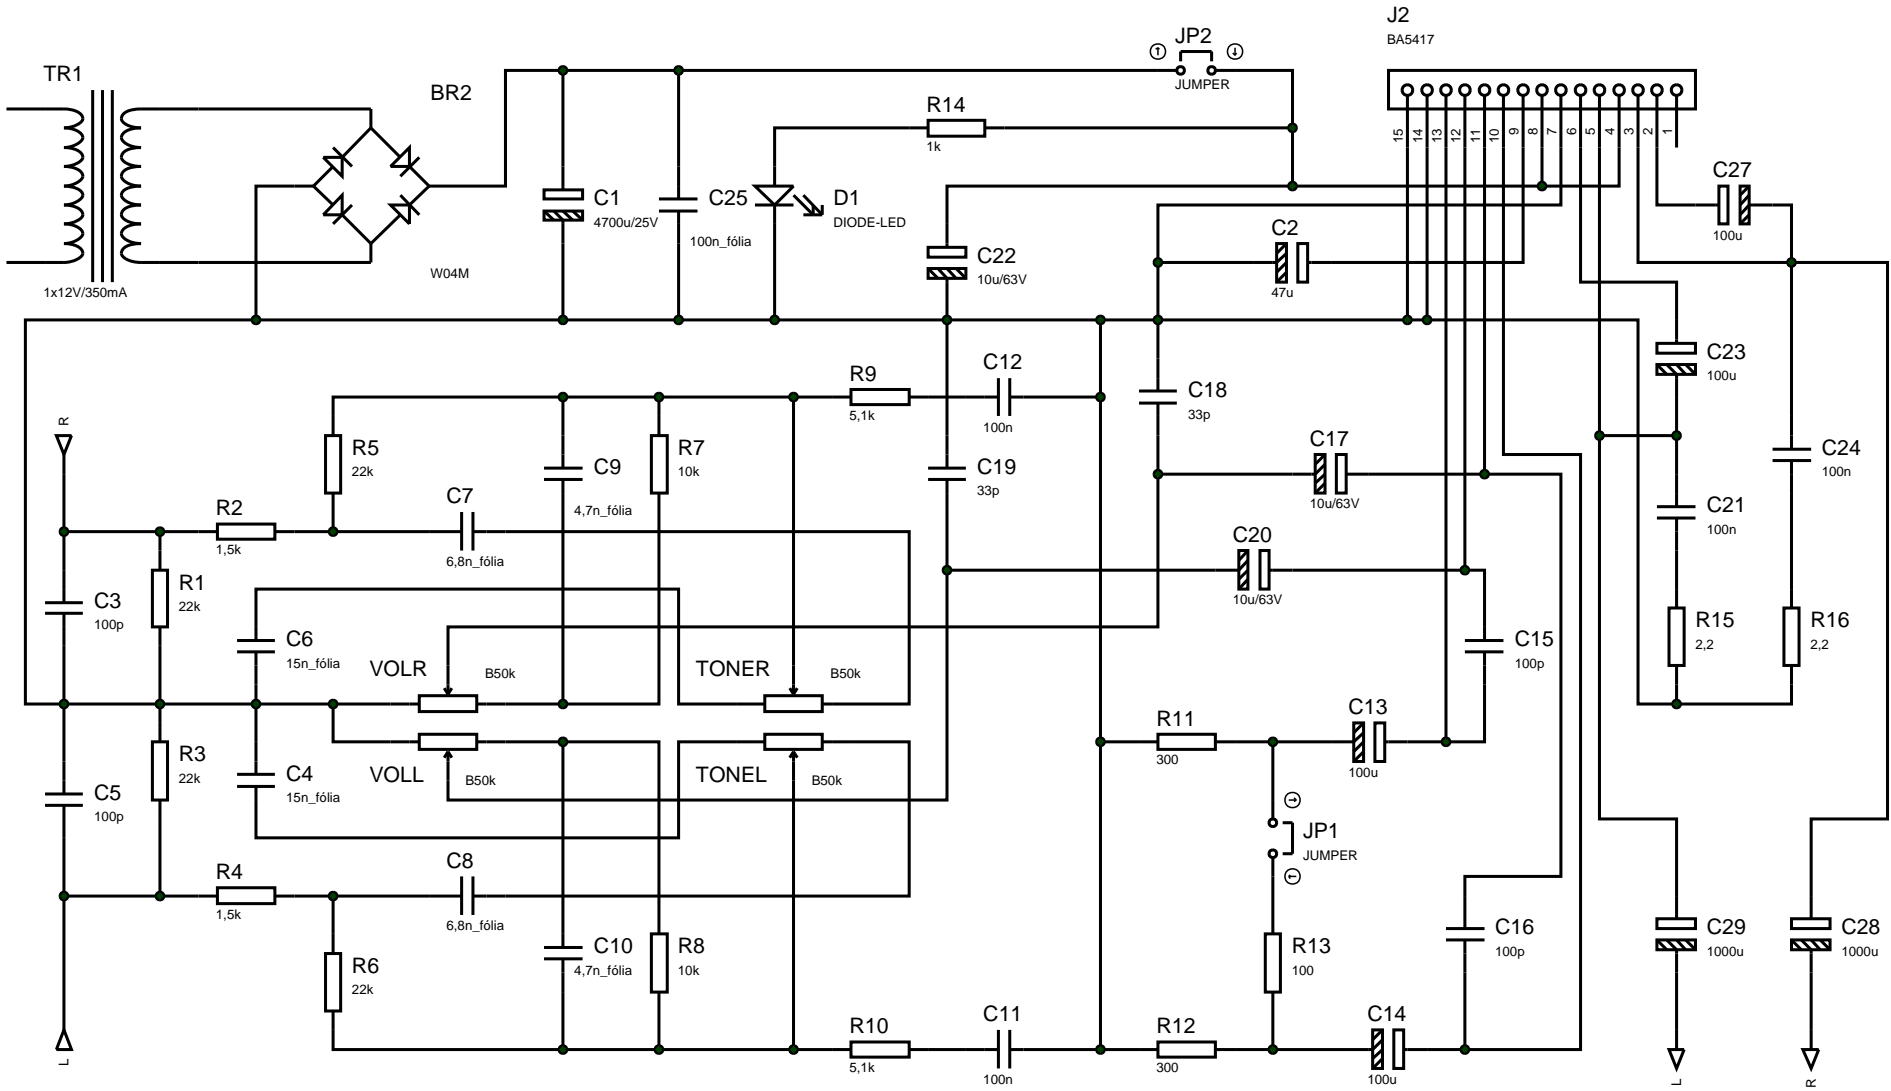 J2
BA5417
JP2
JUMPER
TR1
BR2
R14
1k
15
14
13
12
11
10
9
8
7
6
5
4
3
2
1
C27
100u
C1
4700u/25V
C25
100n_fólia
D1
DIODE-LED
C2
47u
C22
10u/63V
W04M
1x12V/350mA
C23
100u
C12
100n
R9
5,1k
C18
33p
R
R5
22k
C9
4,7n_fólia
R7
10k
C19
33p
C17
10u/63V
C24
100n
C7
6,8n_fólia
R2
1,5k
C21
100n
C20
10u/63V
R1
22k
C3
100p
C6
15n_fólia
VOLR
B50k
TONER
B50k
C15
100p
R15
2,2
R16
2,2
R11
300
C13
100u
R3
22k
C4
15n_fólia
VOLL
B50k
TONEL
B50k
C5
100p
JP1
JUMPER
R4
1,5k
C8
6,8n_fólia
R6
22k
C10
4,7n_fólia
R8
10k
R13
100
C16
100p
C29
1000u
C28
1000u
R10
5,1k
C11
100n
R12
300
C14
100u
L
L
R